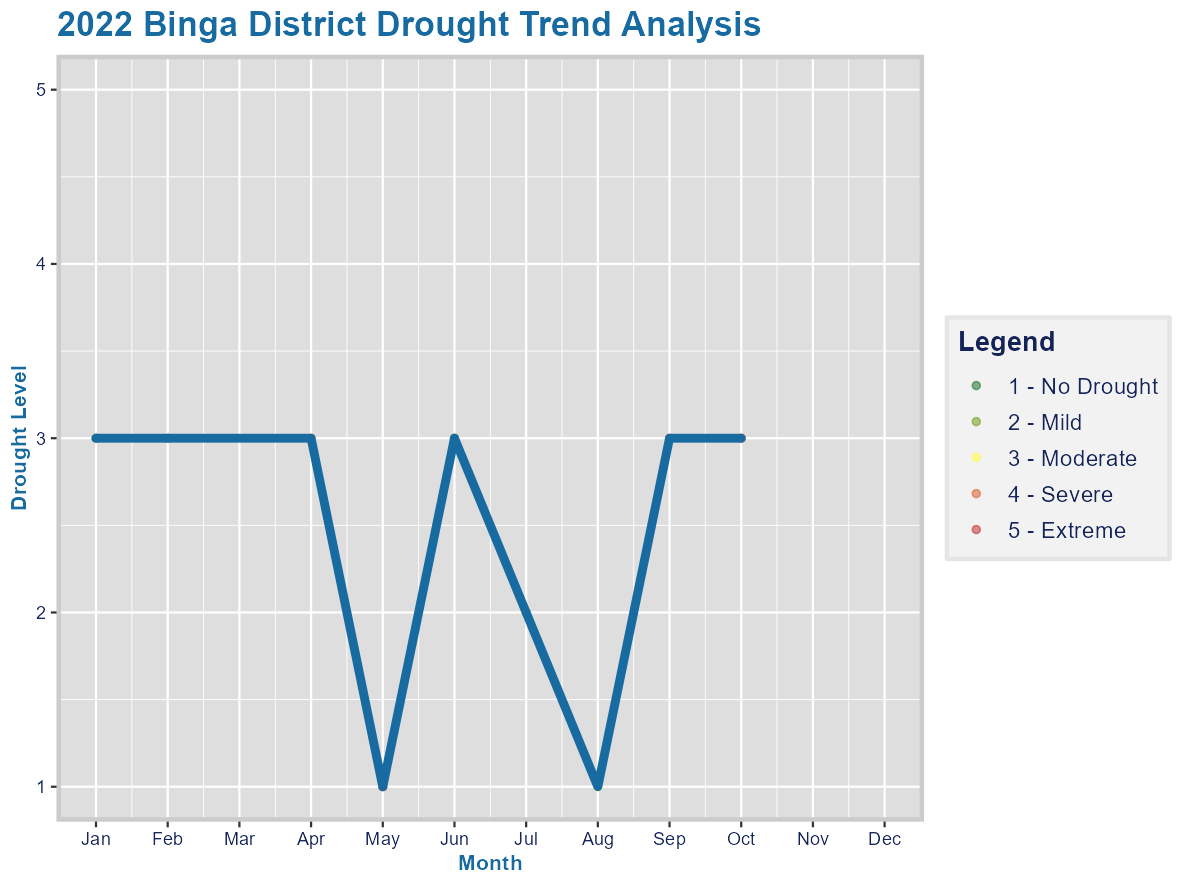 2022 Binga District Drought Trend Analysis
5
4
3
2
1
Drought Level
Jan Feb Mar Apr May Jun Jul Aug Sep Oct Nov Dec
Month
Legend
1 - No Drought
2 - Mild
3 - Moderate
4 - Severe
5 - Extreme